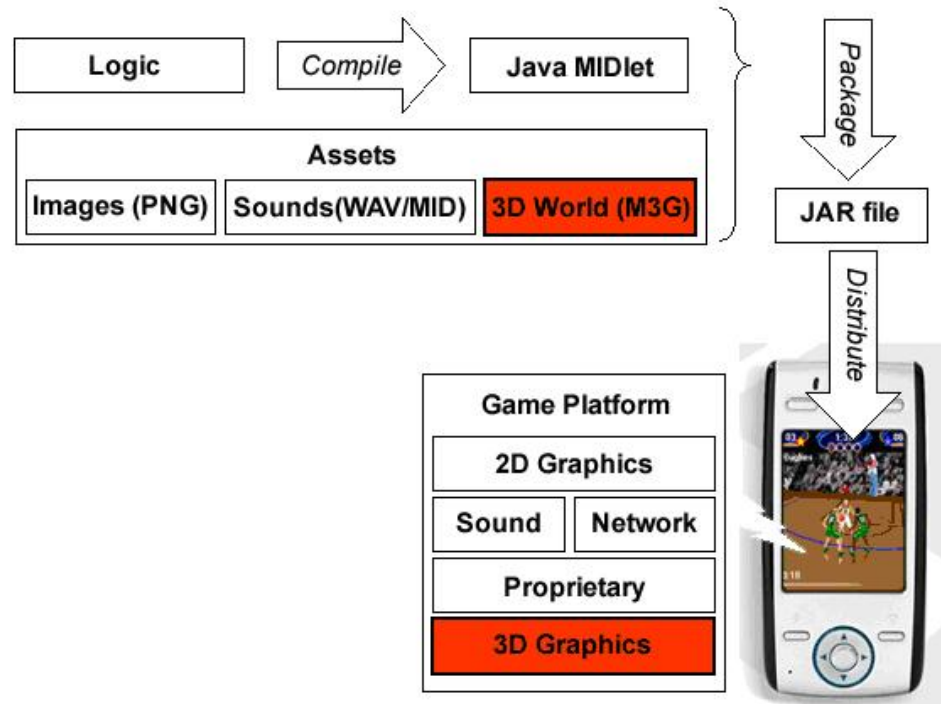 Logic
Compile
Java MIDlet
Package
Assets
Images (PNG)
Sounds(WAV/MID)
3D World (M3G)
JAR file
Distribute
Game Platform
2D Graphics
Sound
Network
Proprietary
3D Graphics
03